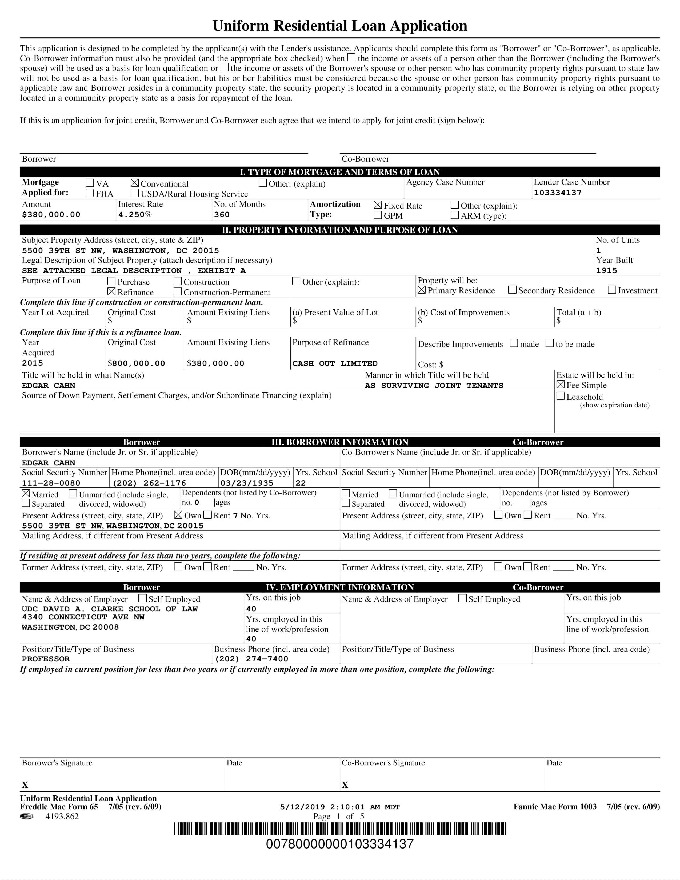 Uniform Residential Loan Application
This application is designed to be completed by the applicant(s) with the Lender's assistance. Applicants should complete this form as "Borrower" or "Co-Borrower", as applicable.
Co-Borrower information must also be provided (and the appropriate box checked) when the income or assets of a person other than the Borrower (including the Borrower's
spouse) will be used as a basis for loan qualification or the income or assets of the Borrower's spouse or other person who has community property rights pursuant to state law
will not be used as a basis for loan qualification, but his or her liabilities must be considered because the spouse or other person has community property rights pursuant to
applicable law and Borrower resides in a community property state, the security property is located in a community property state, or the Borrower is relying on other property
located in a community property state as a basis for repayment of the loan.
If this is an application for joint credit, Borrower and Co-Borrower each agree that we intend to apply for joint credit (sign below):
Borrower Co-Borrower
I. TYPE OF MORTGAGE AND TERMS OF LOAN
Mortgage VA Conventional Other (explain) Agency Case Number Lender Case Number
Applied for: FHA USDA/Rural Housing Service 103334137
Amount Interest Rate No. of Months Amortization Fixed Rate Other (explain):
$380,000.00 4.250% 360 Type: GPM ARM (type):
II. PROPERTY INFORMATION AND PURPOSE OF LOAN
Subject Property Address (street, city, state & ZIP) No. of Units
5500 39TH ST NW, WASHINGTON, DC 20015 1
Legal Description of Subject Property (attach description if necessary) Year Built
SEE ATTACHED LEGAL DESCRIPTION , EXHIBIT A 1915
Purpose of Loan Purchase Construction Other (explain): Property will be:
Refinance Construction-Permanent Primary Residence Secondary Residence Investment
Complete this line if construction or construction-permanent loan.
Year Lot Acquired Original Cost Amount Existing Liens (a) Present Value of Lot (b) Cost of Improvements Total (a + b)
$ $ $ $ $
Complete this line if this is a refinance loan.
Year Original Cost Amount Existing Liens Purpose of Refinance Describe Improvements made to be made
Acquired
2015 $800,000.00 $380,000.00 CASH OUT LIMITED Cost: $
Title will be held in what Name(s) Manner in which Title will be held Estate will be held in:
EDGAR CAHN AS SURVIVING JOINT TENANTS Fee Simple
Source of Down Payment, Settlement Charges, and/or Subordinate Financing (explain) Leasehold
(show expiration date)
Borrower III. BORROWER INFORMATION Co-Borrower
Borrower's Name (include Jr. or Sr. if applicable) Co-Borrower's Name (include Jr. or Sr. if applicable)
EDGAR CAHN
Social Security Number Home Phone(incl. area code) DOB(mm/dd/yyyy) Yrs. School Social Security Number Home Phone(incl. area code) DOB(mm/dd/yyyy) Yrs. School
111-28-0080 (202) 262-1176 03/23/1935 22
Married Unmarried (include single, Dependents (not listed by Co-Borrower) Married Unmarried (include single, Dependents (not listed by Borrower)
Separated divorced, widowed) no. 0 ages Separated divorced, widowed) no. ages
Present Address (street, city, state, ZIP) Own Rent 7 No. Yrs. Present Address (street, city, state, ZIP) Own Rent No. Yrs.
5500 39TH ST NW, WASHINGTON, DC 20015
Mailing Address, if different from Present Address Mailing Address, if different from Present Address
If residing at present address for less than two years, complete the following:
Former Address (street, city, state, ZIP) Own Rent No. Yrs. Former Address (street, city, state, ZIP) Own Rent No. Yrs.
Borrower IV. EMPLOYMENT INFORMATION Co-Borrower
Name & Address of Employer Self Employed Yrs. on this job Name & Address of Employer Self Employed Yrs. on this job
UDC DAVID A. CLARKE SCHOOL OF LAW 40
4340 CONNECTICUT AVE NW Yrs. employed in this Yrs. employed in this
WASHINGTON, DC 20008 line of work/profession line of work/profession
40
Position/Title/Type of Business Business Phone (incl. area code) Position/Title/Type of Business Business Phone (incl. area code)
PROFESSOR (202) 274-7400
If employed in current position for less than two years or if currently employed in more than one position, complete the following:
Borrower's Signature Date Co-Borrower's Signature Date
X X
Uniform Residential Loan Application
Freddie Mac Form 65 7/05 (rev. 6/09) 5/12/2019 2:10:01 AM MDT Fannie Mae Form 1003 7/05 (rev. 6/09)
4193.862 Page 1 of 5
0078000000103334137